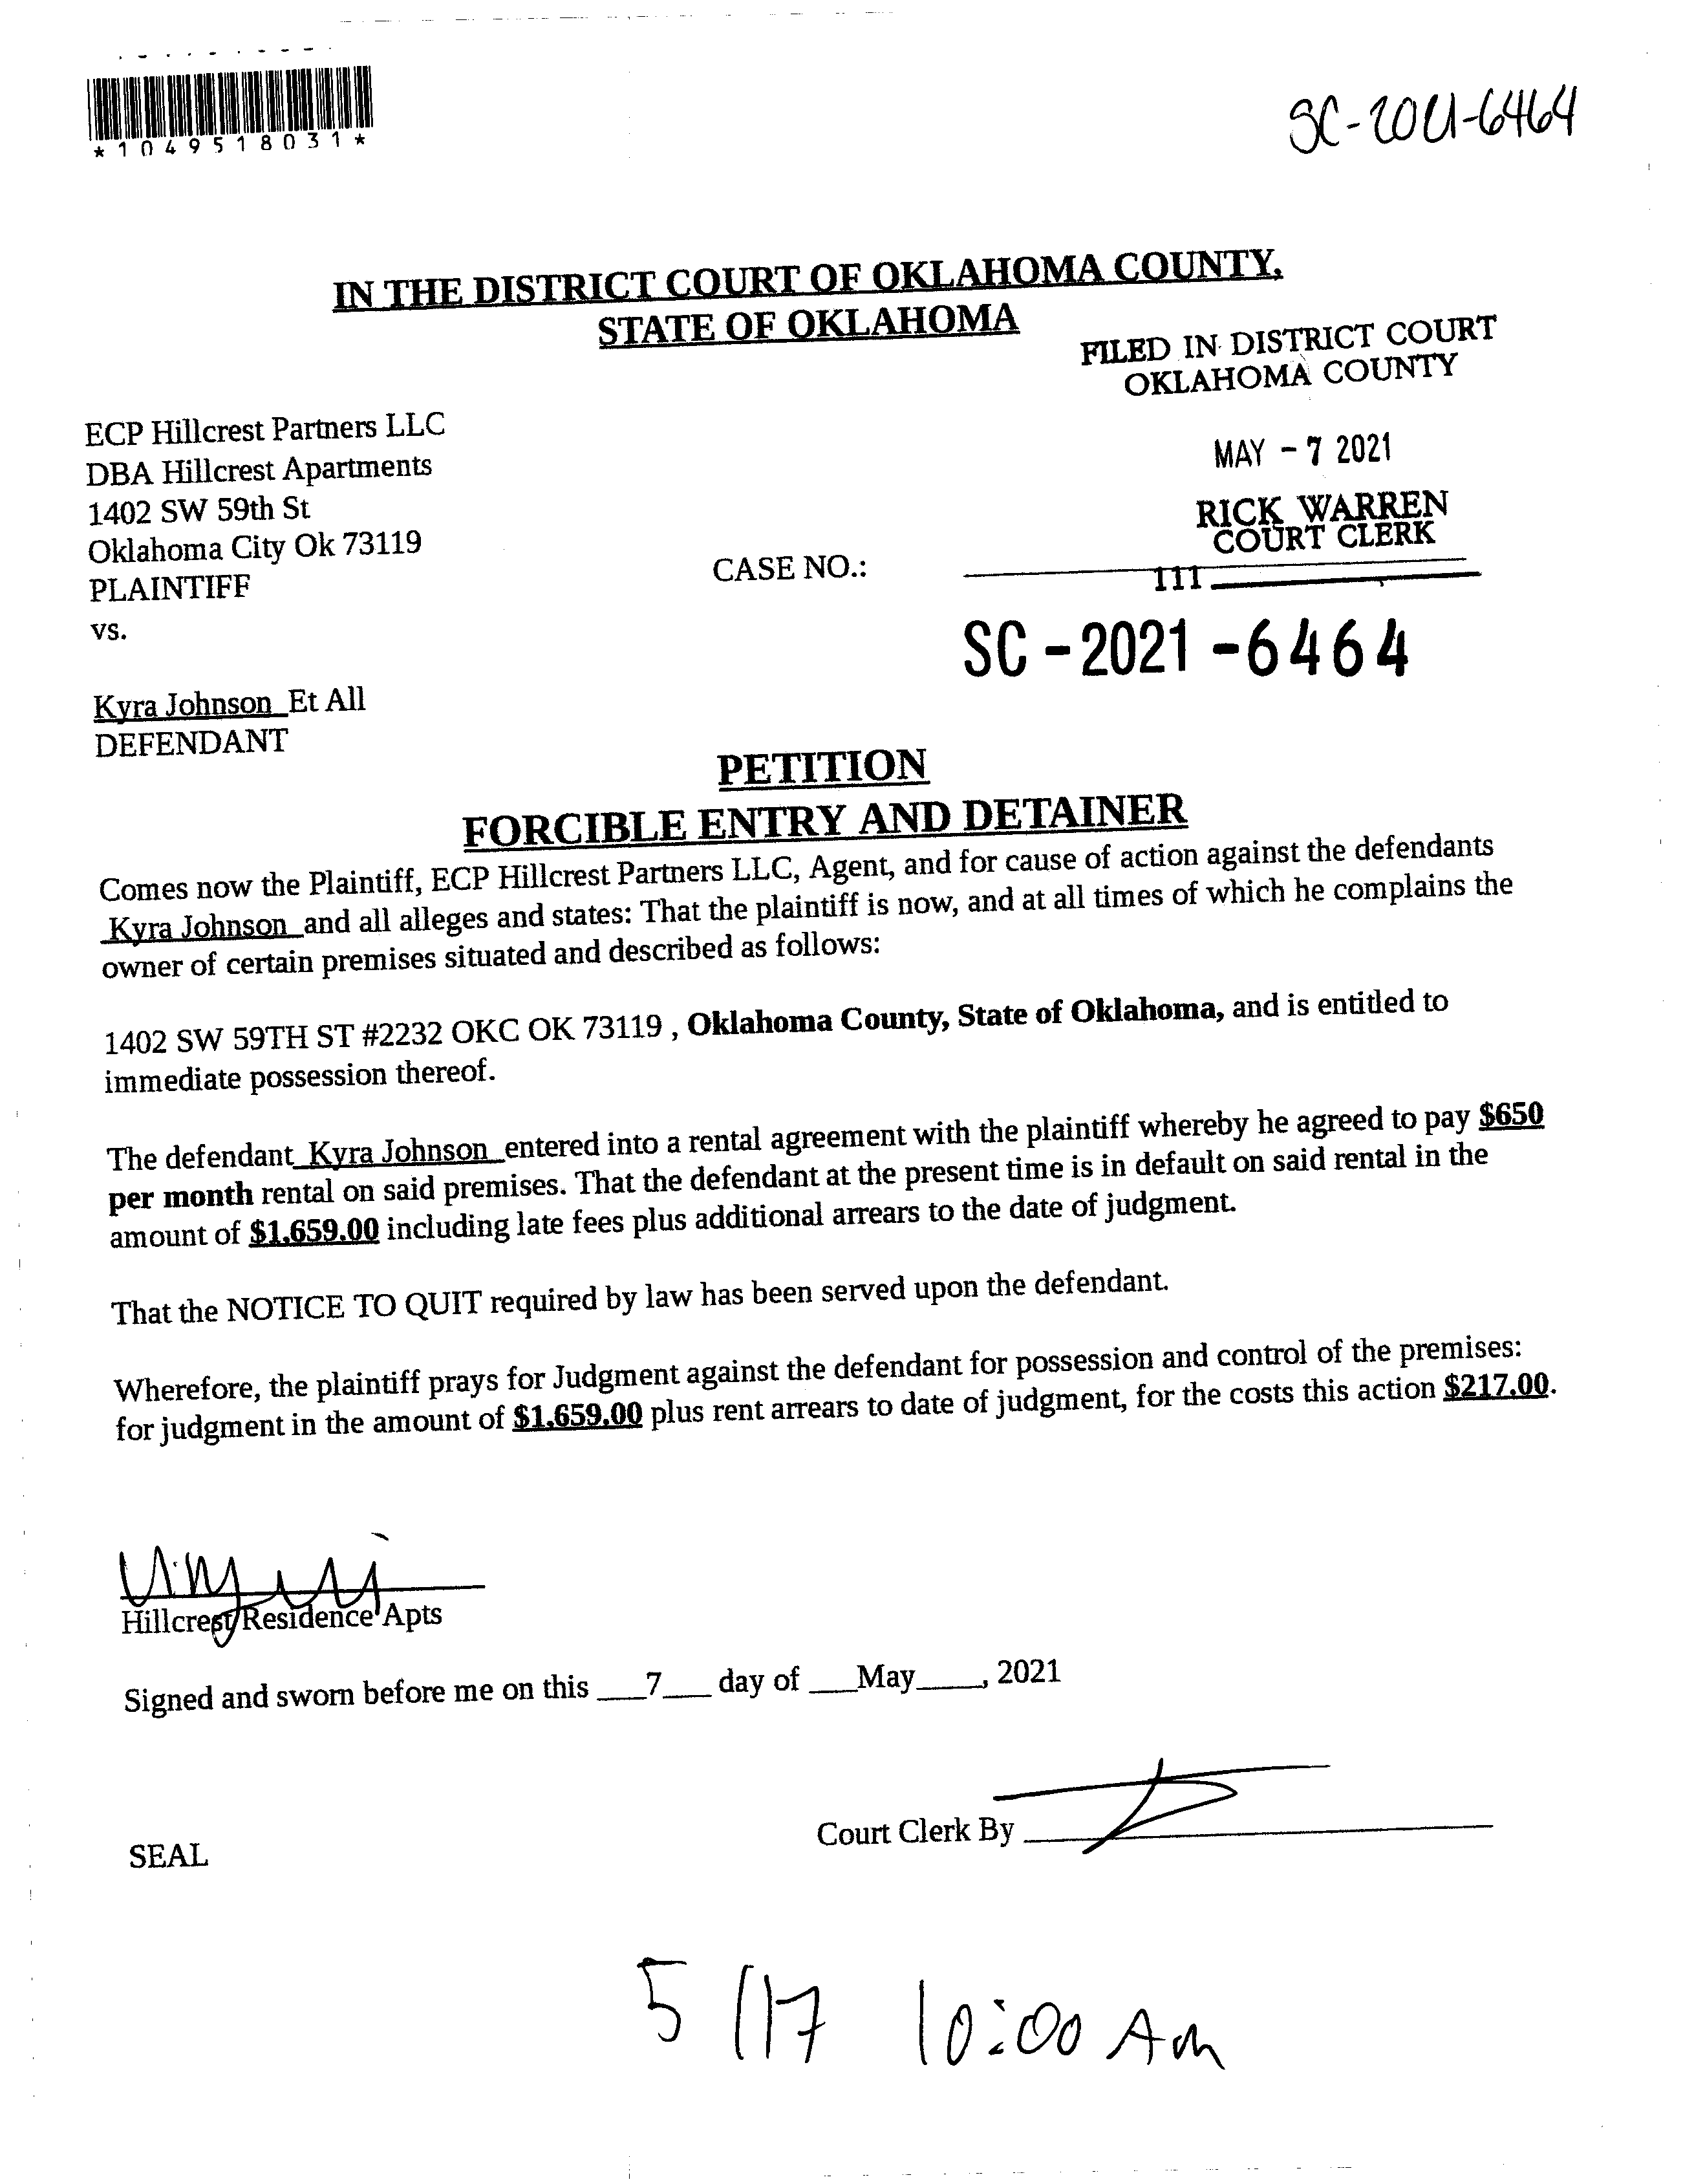 *1049518031*
SC-2021-6464
IN THE DISTRICT COURT OF OKLAHOMA COUNTY,
STATE OF OKLAHOMA
FILED IN DISTRICT COURT
OKLAHOMA COUNTY
MAY - 7 2021
RICK WARREN
COURT CLERK
111
ECP Hillcrest Partners LLC
DBA Hillcrest Apartments
1402 SW 59th St
Oklahoma City Ok 73119
PLAINTIFF
vs.
CASE NO.:
SC - 2021 - 6464
Kyra Johnson Et All
DEFENDANT
PETITION
FORCIBLE ENTRY AND DETAINER
Comes now the Plaintiff, ECP Hillcrest Partners LLC, Agent, and for cause of action against the defendants
Kyra Johnson and all alleges and states: That the plaintiff is now, and at all times of which he complains the
owner of certain premises situated and described as follows:
1402 SW 59TH ST #2232 OKC OK 73119 , Oklahoma County, State of Oklahoma, and is entitled to
immediate possession thereof.
The defendant Kyra Johnson entered into a rental agreement with the plaintiff whereby he agreed to pay $650
per month rental on said premises. That the defendant at the present time is in default on said rental in the
amount of $1,659.00 including late fees plus additional arrears to the date of judgment.
That the NOTICE TO QUIT required by law has been served upon the defendant.
Wherefore, the plaintiff prays for Judgment against the defendant for possession and control of the premises:
for judgment in the amount of $1,659.00 plus rent arrears to date of judgment, for the costs this action $217.00.
Hillcrest Residence Apts
Signed and sworn before me on this ___7___ day of ___May____, 2021
Court Clerk By
SEAL
5/17 10:00 Am